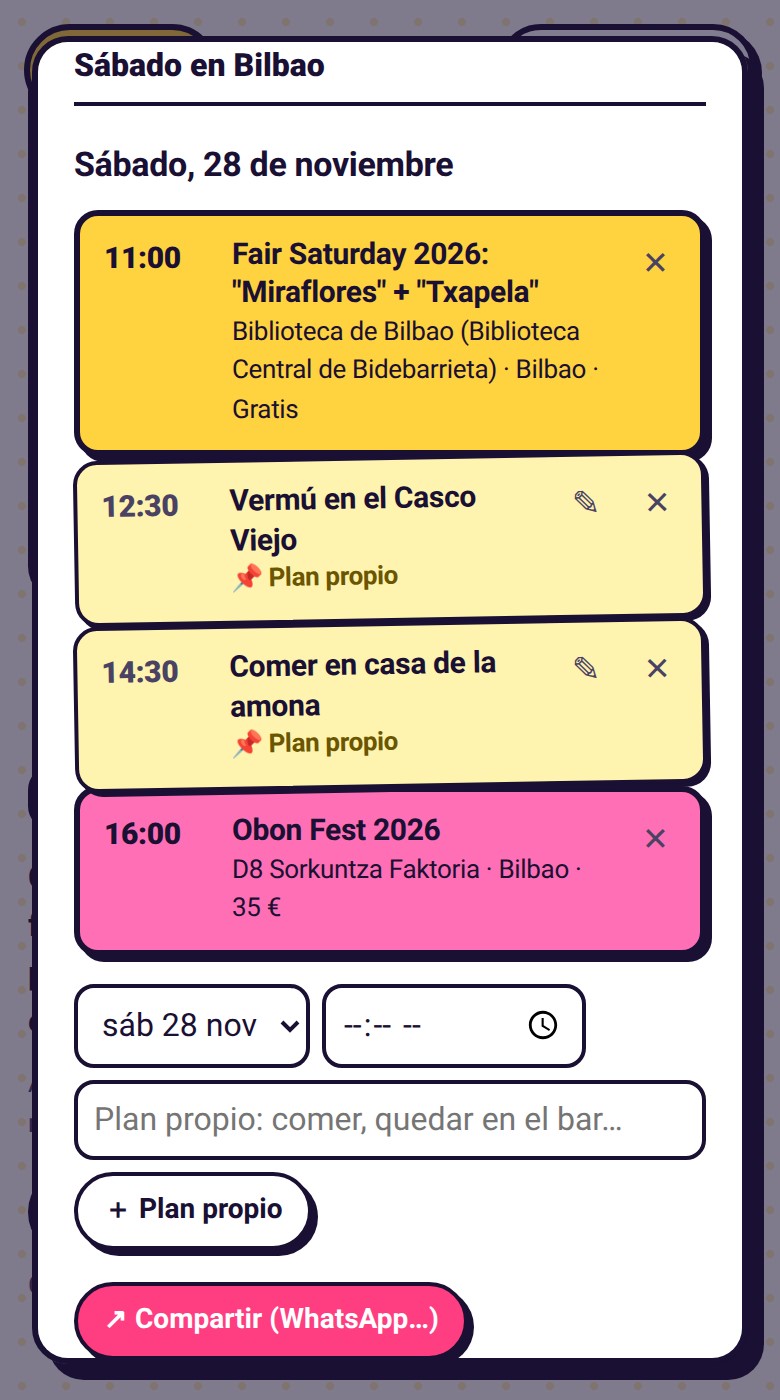 Sábado en Bilbao
Sábado, 28 de noviembre
11:00
Fair Saturday 2026:
"Miraflores" + "Txapela"
Biblioteca de Bilbao (Biblioteca
Central de Bidebarrieta) · Bilbao ·
Gratis
12:30
Vermú en el Casco
Viejo
📌 Plan propio
14:30
Comer en casa de la
amona
📌 Plan propio
16:00
Obon Fest 2026
D8 Sorkuntza Faktoria · Bilbao ·
35 €
sáb 28 nov
--:-- --
Plan propio: comer, quedar en el bar…
+ Plan propio
↗ Compartir (WhatsApp…)